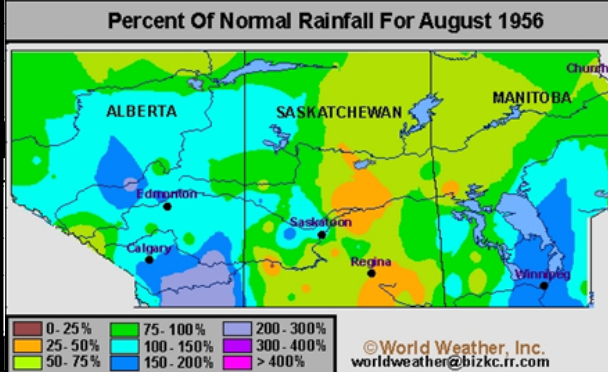 Percent Of Normal Rainfall For August 1956
Churc
ALBERTA
SASKATCHEWAN
MANITOBA
Edmonton
Saskatoon
Calgary
Regina
Winnipeg
0-25% 75-100% 200-300%
25-50% 100-150% 300-400%
50-75% 150-200% >400%
©World Weather, Inc.
worldweather@bizkc.rr.com